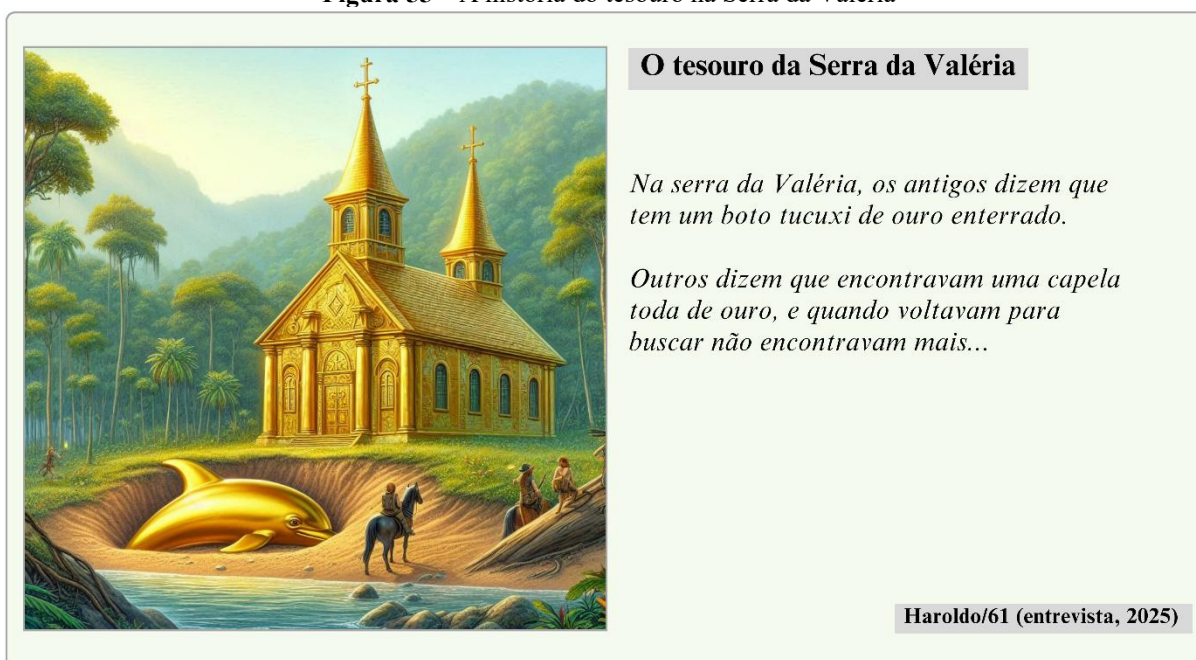 O tesouro da Serra da Valéria
Na serra da Valéria, os antigos dizem que
tem um boto tucuxi de ouro enterrado.
Outros dizem que encontravam uma capela
toda de ouro, e quando voltavam para
buscar não encontravam mais...
Haroldo/61 (entrevista, 2025)